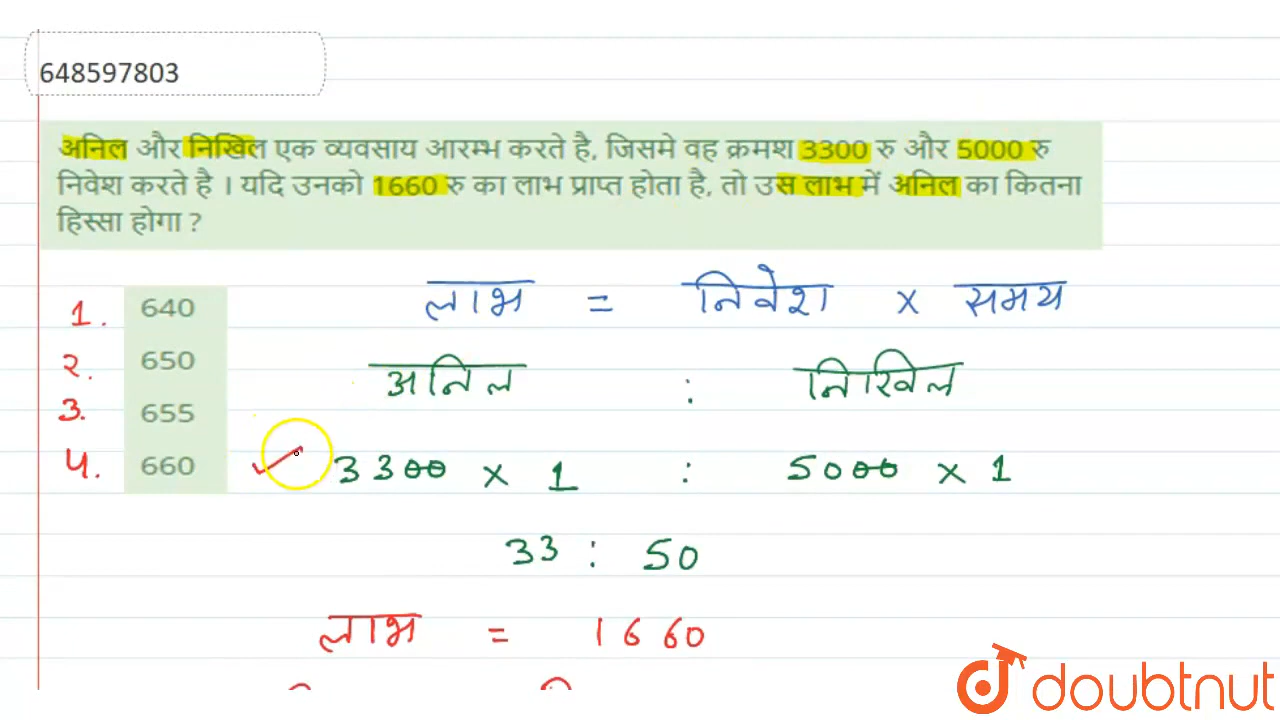 648597803
अनिल और निखिल एक व्यवसाय आरम्भ करते है, जिसमे वह क्रमश 3300 रु और 5000 रु
निवेश करते है । यदि उनको 1660 रु का लाभ प्राप्त होता है, तो उस लाभ में अनिल का कितना
हिस्सा होगा ?
लाभ = निवेश x समय
1. 640
2. 650
अनिल : निखिल
3. 655
4. 660
3300 x 1 : 5000 x 1
33 : 50
लाभ = 1660
doubtnut